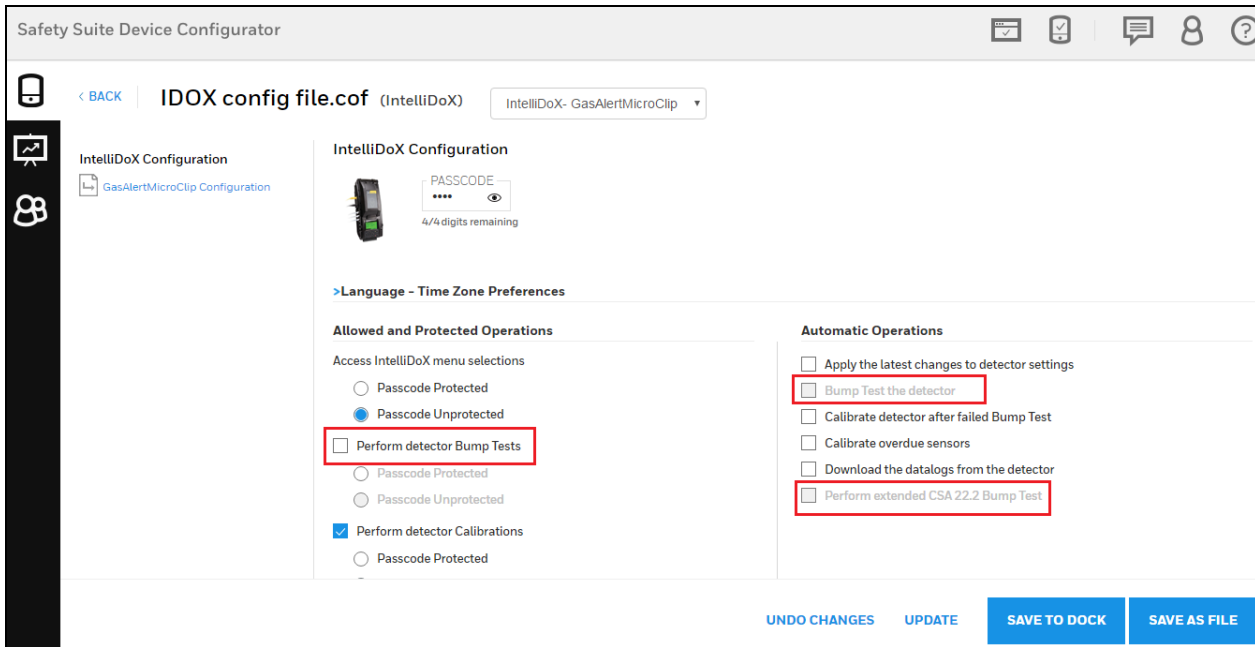 Safety Suite Device Configurator
< BACK
IDOX config file.cof (IntelliDoX)
IntelliDoX- GasAlertMicroClip
IntelliDoX Configuration
GasAlertMicroClip Configuration
IntelliDoX Configuration
PASSCODE
••••
4/4 digits remaining
>Language - Time Zone Preferences
Allowed and Protected Operations
Access IntelliDoX menu selections
Passcode Protected
Passcode Unprotected
Perform detector Bump Tests
Passcode Protected
Passcode Unprotected
Perform detector Calibrations
Passcode Protected
Automatic Operations
Apply the latest changes to detector settings
Bump Test the detector
Calibrate detector after failed Bump Test
Calibrate overdue sensors
Download the datalogs from the detector
Perform extended CSA 22.2 Bump Test
UNDO CHANGES
UPDATE
SAVE TO DOCK
SAVE AS FILE